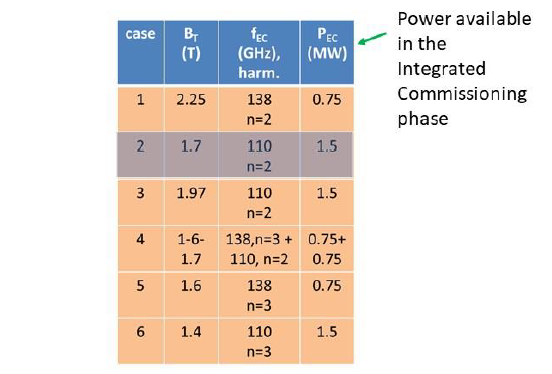 case B_T (T) f_EC (GHz), harm. P_EC (MW)
1 2.25 138 n=2 0.75
2 1.7 110 n=2 1.5
3 1.97 110 n=2 1.5
4 1-6-1.7 138,n=3 + 110, n=2 0.75+ 0.75
5 1.6 138 n=3 0.75
6 1.4 110 n=3 1.5
Power available
in the
Integrated
Commissioning
phase